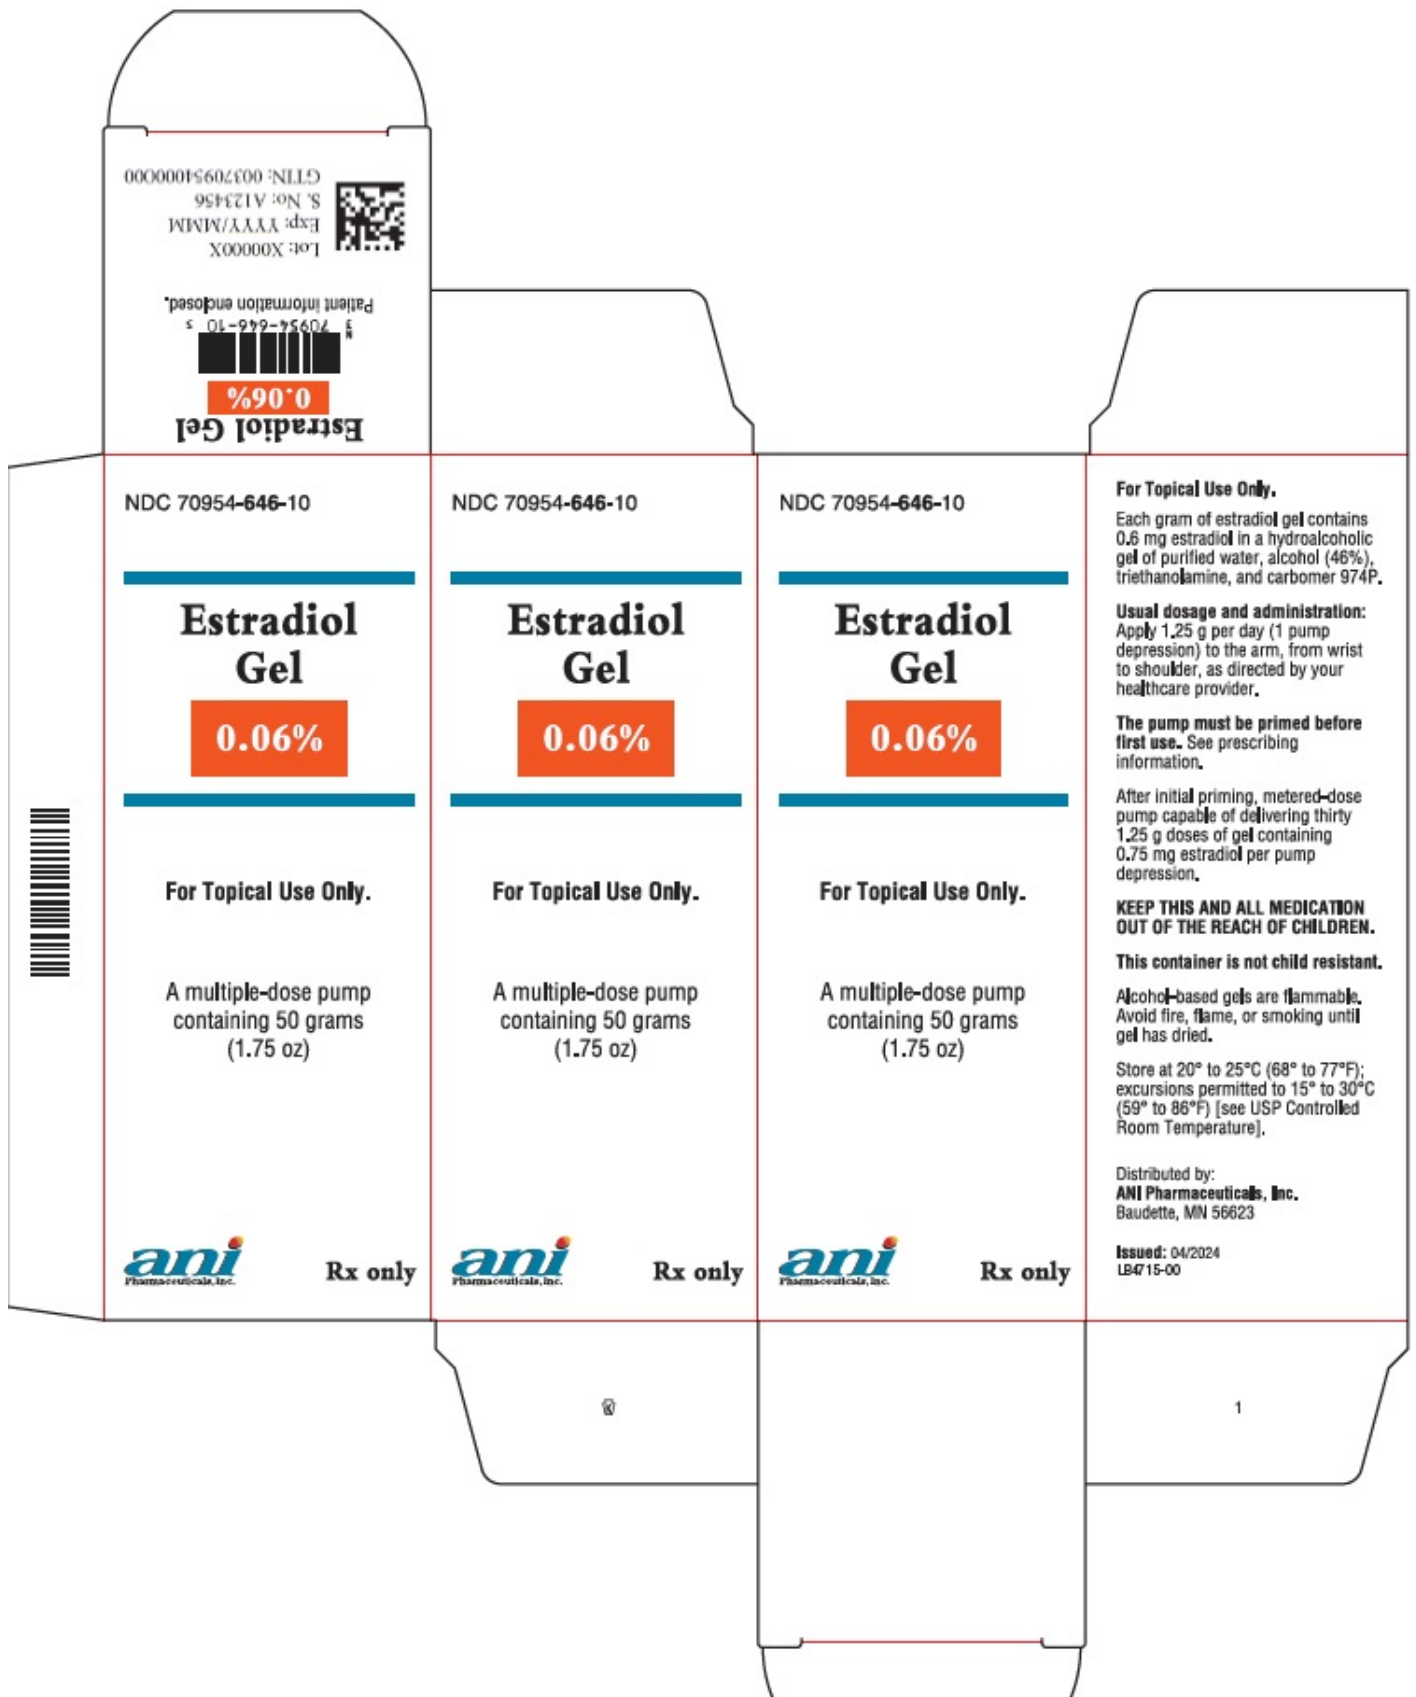 GTIN: 00370954000000
S. No: A123456
Exp: YYYY/MMM
Lot: X00000X
Patient information enclosed.
N
3 70954-646-10 5
0.06%
Estradiol Gel
NDC 70954-646-10
Estradiol
Gel
0.06%
For Topical Use Only.
A multiple-dose pump
containing 50 grams
(1.75 oz)
ani
Pharmaceuticals, Inc.
Rx only
NDC 70954-646-10
Estradiol
Gel
0.06%
For Topical Use Only.
A multiple-dose pump
containing 50 grams
(1.75 oz)
ani
Pharmaceuticals, Inc.
Rx only
NDC 70954-646-10
Estradiol
Gel
0.06%
For Topical Use Only.
A multiple-dose pump
containing 50 grams
(1.75 oz)
ani
Pharmaceuticals, Inc.
Rx only
For Topical Use Only.
Each gram of estradiol gel contains
0.6 mg estradiol in a hydroalcoholic
gel of purified water, alcohol (46%),
triethanolamine, and carbomer 974P.
Usual dosage and administration:
Apply 1.25 g per day (1 pump
depression) to the arm, from wrist
to shoulder, as directed by your
healthcare provider.
The pump must be primed before
first use. See prescribing
information.
After initial priming, metered-dose
pump capable of delivering thirty
1.25 g doses of gel containing
0.75 mg estradiol per pump
depression.
KEEP THIS AND ALL MEDICATION
OUT OF THE REACH OF CHILDREN.
This container is not child resistant.
Alcohol-based gels are flammable.
Avoid fire, flame, or smoking until
gel has dried.
Store at 20° to 25°C (68° to 77°F);
excursions permitted to 15° to 30°C
(59° to 86°F) [see USP Controlled
Room Temperature].
Distributed by:
ANI Pharmaceuticals, Inc.
Baudette, MN 56623
Issued: 04/2024
LB4715-00
1